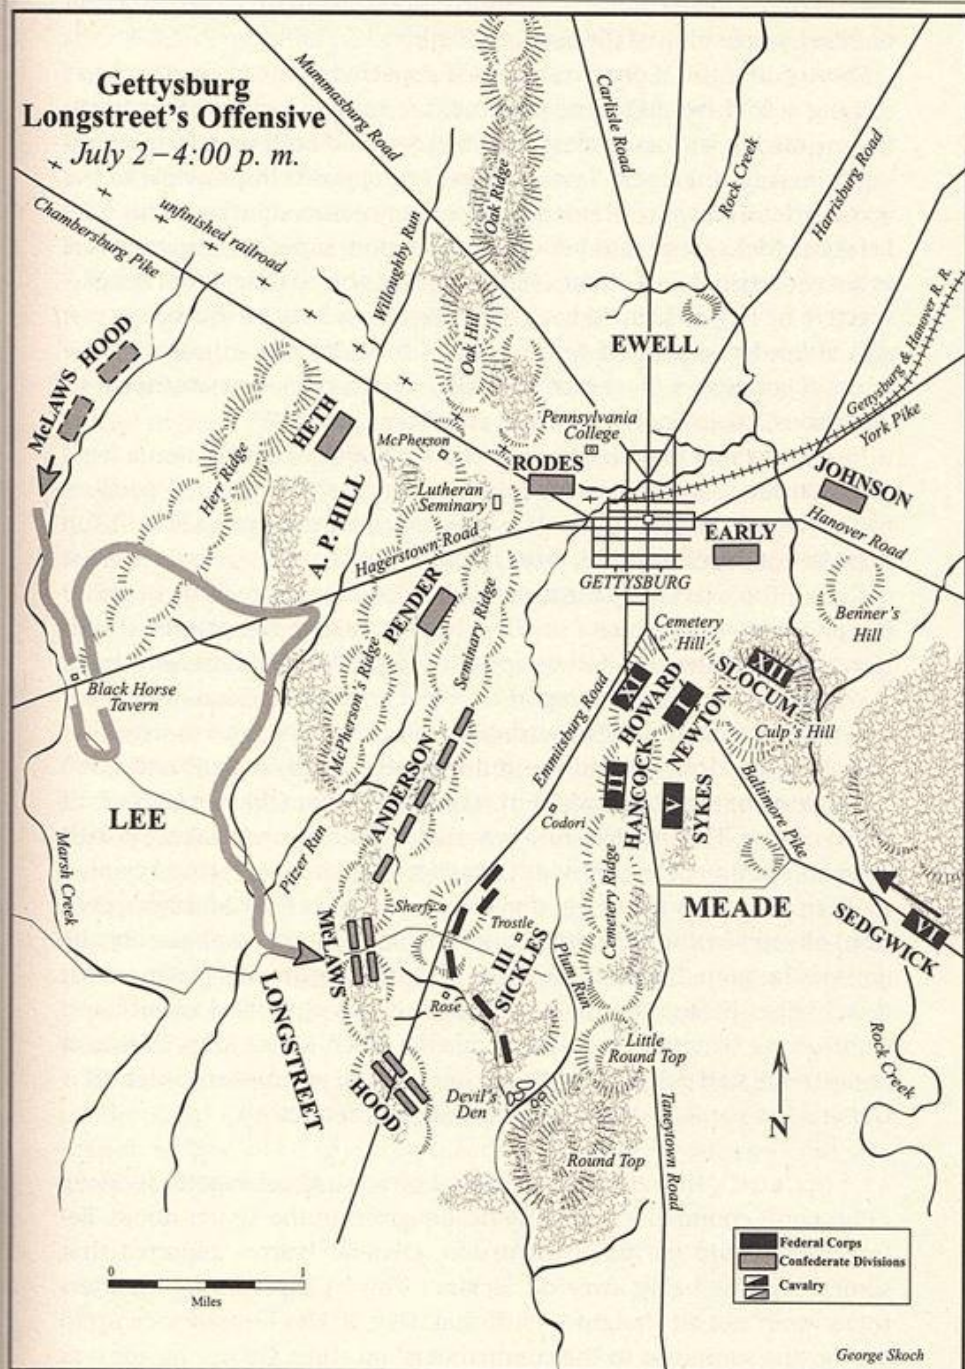 Gettysburg
Longstreet's Offensive
July 2–4:00 p. m.
Mummasburg Road
Carlisle Road
Rock Creek
Harrisburg Road
Oak Ridge
unfinished railroad
Chambersburg Pike
Willoughby Run
Oak Hill
EWELL
Gettysburg & Hanover R. R.
York Pike
HOOD
McLAWS
HETH
McPherson
Pennsylvania
College
RODES
JOHNSON
Herr Ridge
Lutheran
Seminary
A. P. HILL
Hagerstown Road
EARLY
Hanover Road
GETTYSBURG
PENDER
Seminary Ridge
Cemetery
Hill
Benner's
Hill
McPherson's Ridge
Black Horse
Tavern
Emmitsburg Road
XI
HOWARD
I
NEWTON
XII
SLOCUM
Culp's Hill
ANDERSON
II
HANCOCK
V
SYKES
Baltimore Pike
LEE
Codori
Pitzer Run
Marsh Creek
Cemetery Ridge
Sherfy
Trostle
MEADE
SEDGWICK
VI
McLAWS
III
SICKLES
Plum Run
LONGSTREET
Rose
HOOD
Devil's
Den
Little
Round Top
Rock Creek
Round Top
Taneytown Road
N
0
1
Miles
Federal Corps
Confederate Divisions
Cavalry
George Skoch